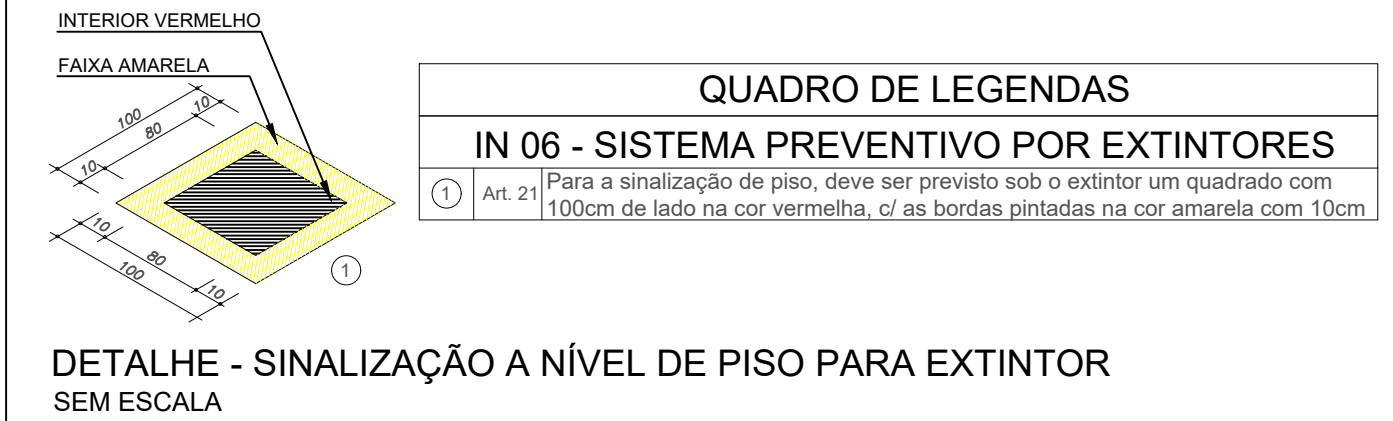 INTERIOR VERMELHO
FAIXA AMARELA
100
10
80
10
10
80
100
10
1
QUADRO DE LEGENDAS
IN 06 - SISTEMA PREVENTIVO POR EXTINTORES
1 Art. 21 Para a sinalização de piso, deve ser previsto sob o extintor um quadrado com
100cm de lado na cor vermelha, c/ as bordas pintadas na cor amarela com 10cm
DETALHE - SINALIZAÇÃO A NÍVEL DE PISO PARA EXTINTOR
SEM ESCALA